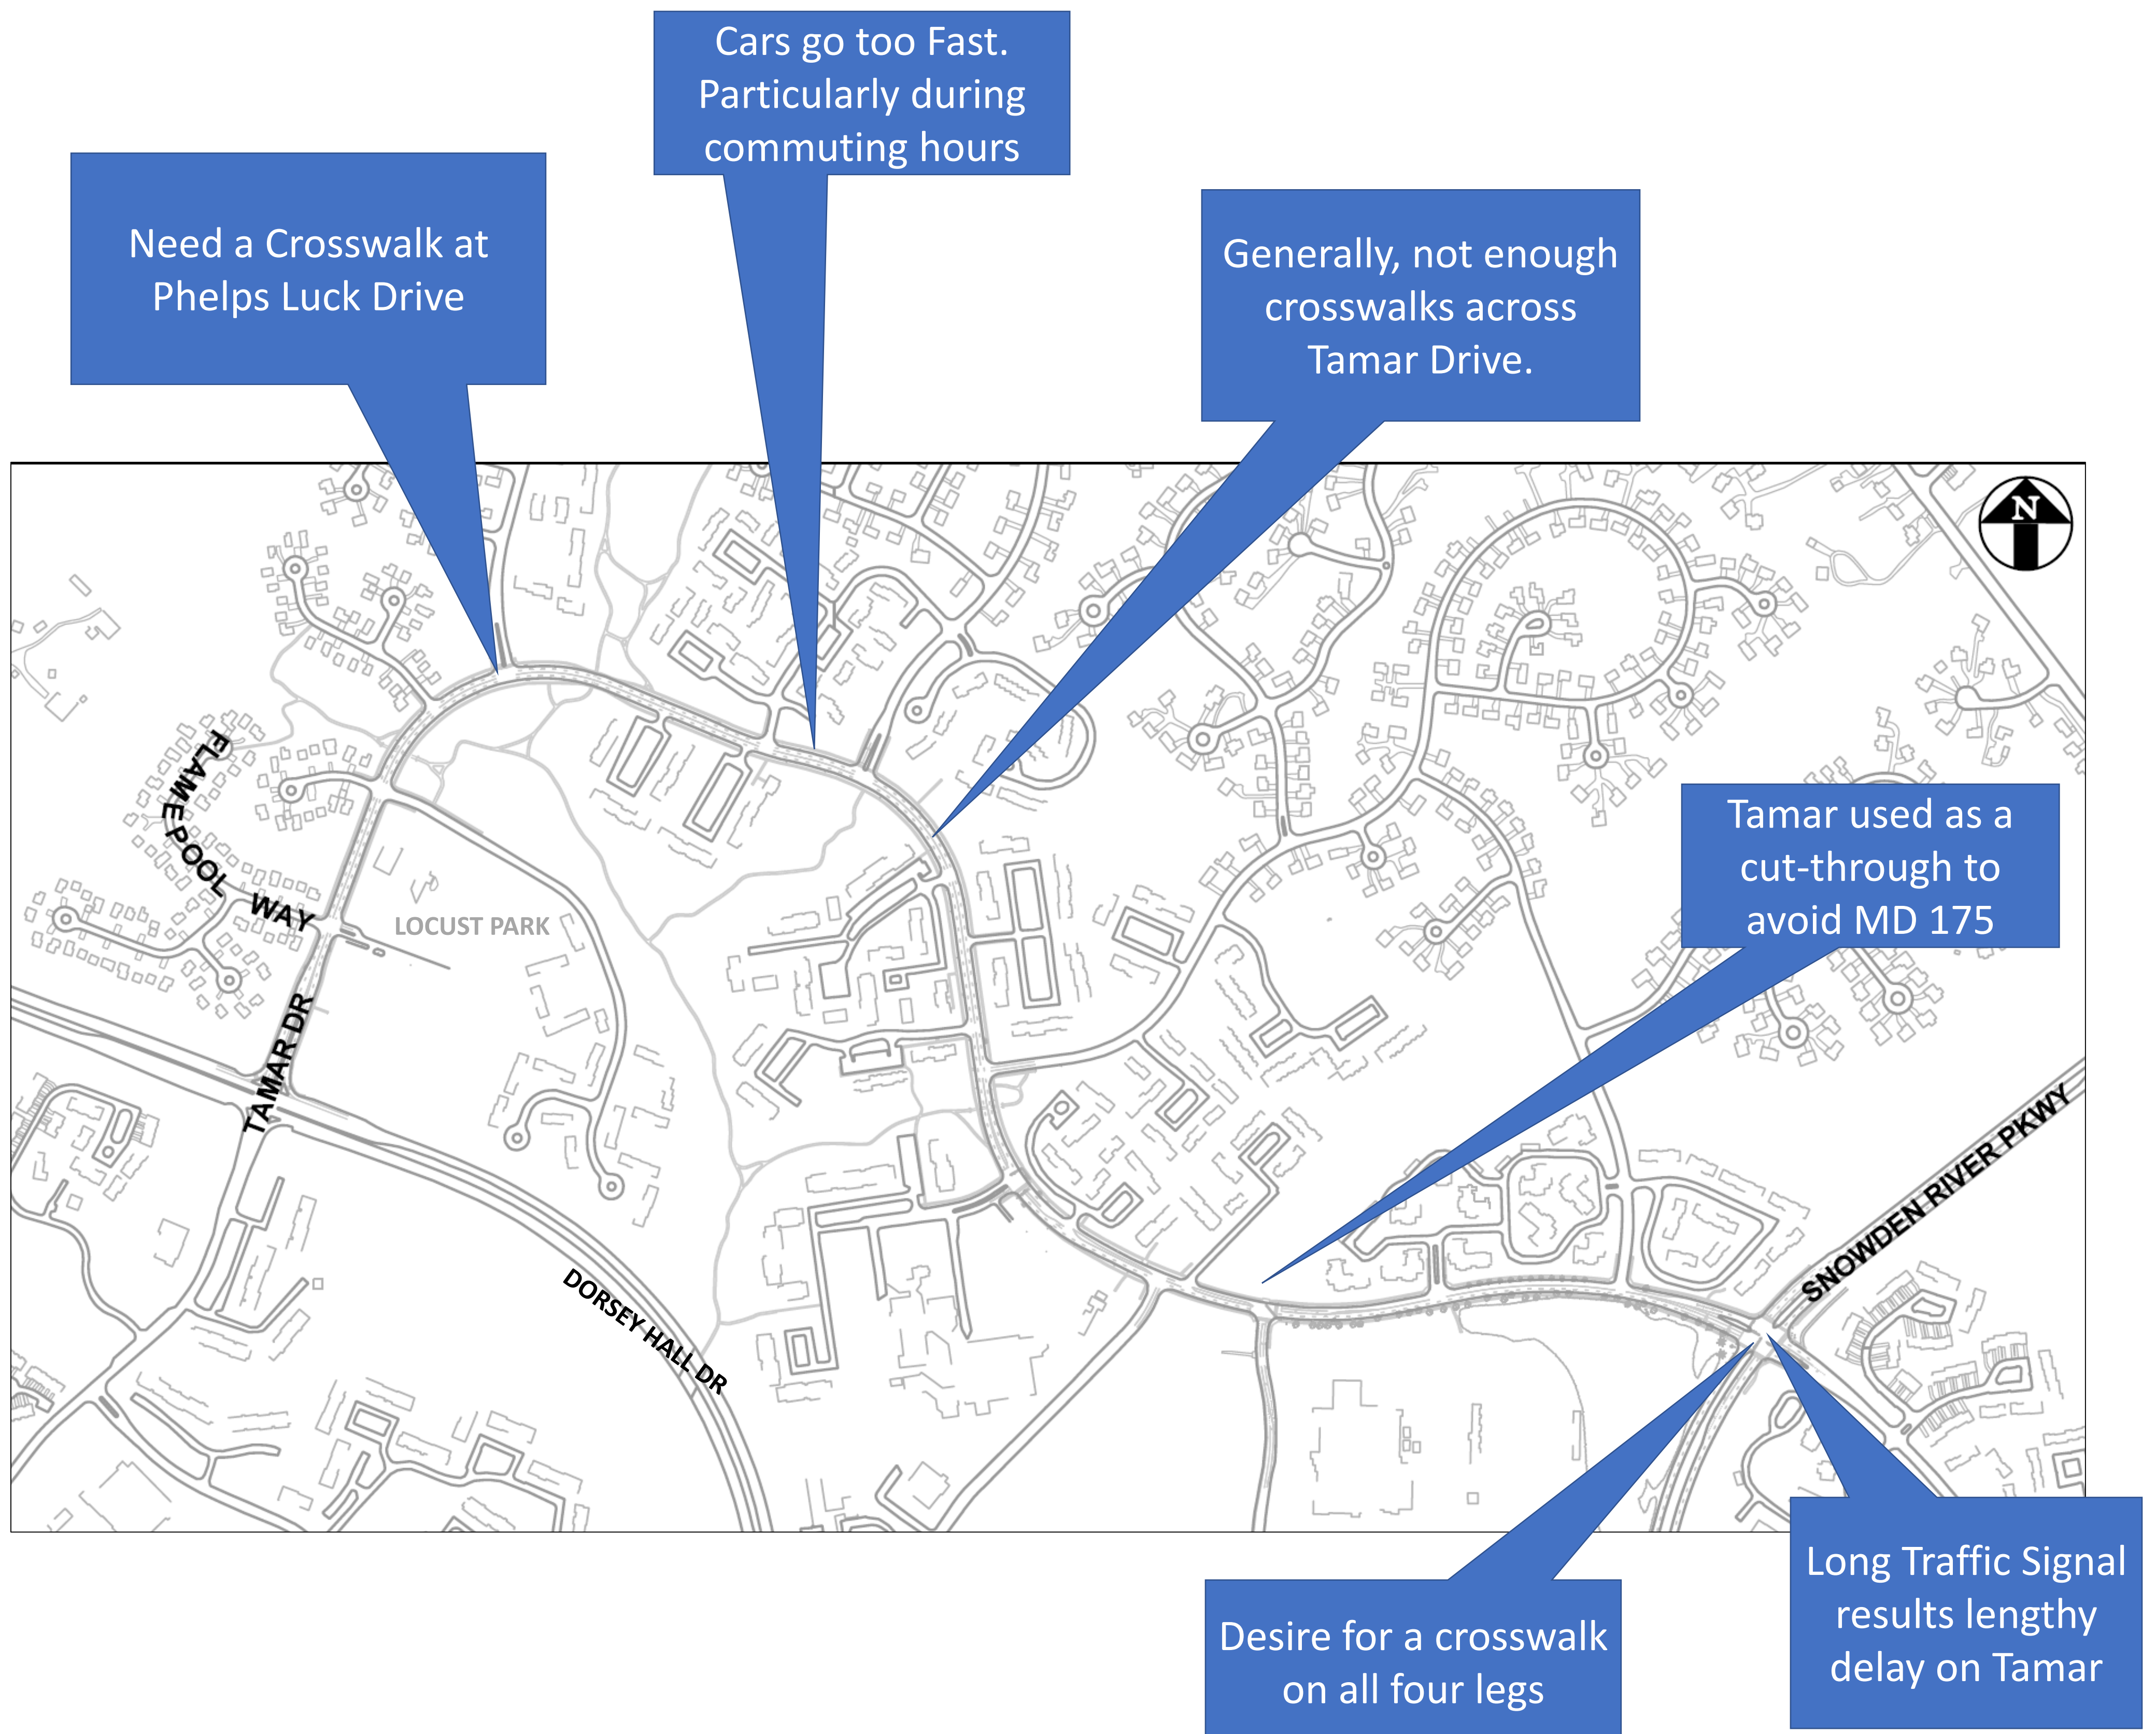 Cars go too Fast.
Particularly during
commuting hours
Need a Crosswalk at
Phelps Luck Drive
Generally, not enough
crosswalks across
Tamar Drive.
N
Tamar used as a
cut-through to
avoid MD 175
FLAME POOL WAY
LOCUST PARK
TAMAR DR
SNOWDEN RIVER PKWY
DORSEY HALL DR
Desire for a crosswalk
on all four legs
Long Traffic Signal
results lengthy
delay on Tamar